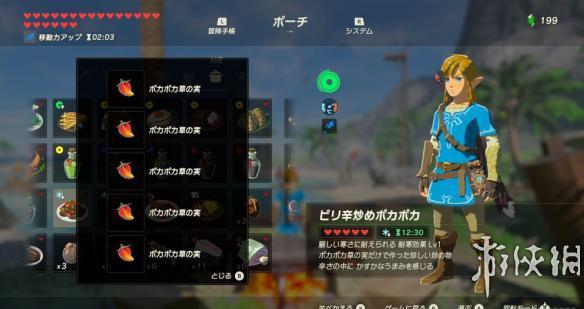 L
ポーチ
R
199
冒険手帳
システム
移動力アップ 02:03
ポカポカ草の実
ポカポカ草の実
ポカポカ草の実
ポカポカ草の実
ポカポカ草の実
とじる B
x3
x6
ピリ辛炒めポカポカ
12:30
厳しい寒さに耐えられる 耐寒効果 Lv1
ポカポカ草の実だけで作った珍しい炒め物
辛さの中に かすかなうまみを感じる
游侠网